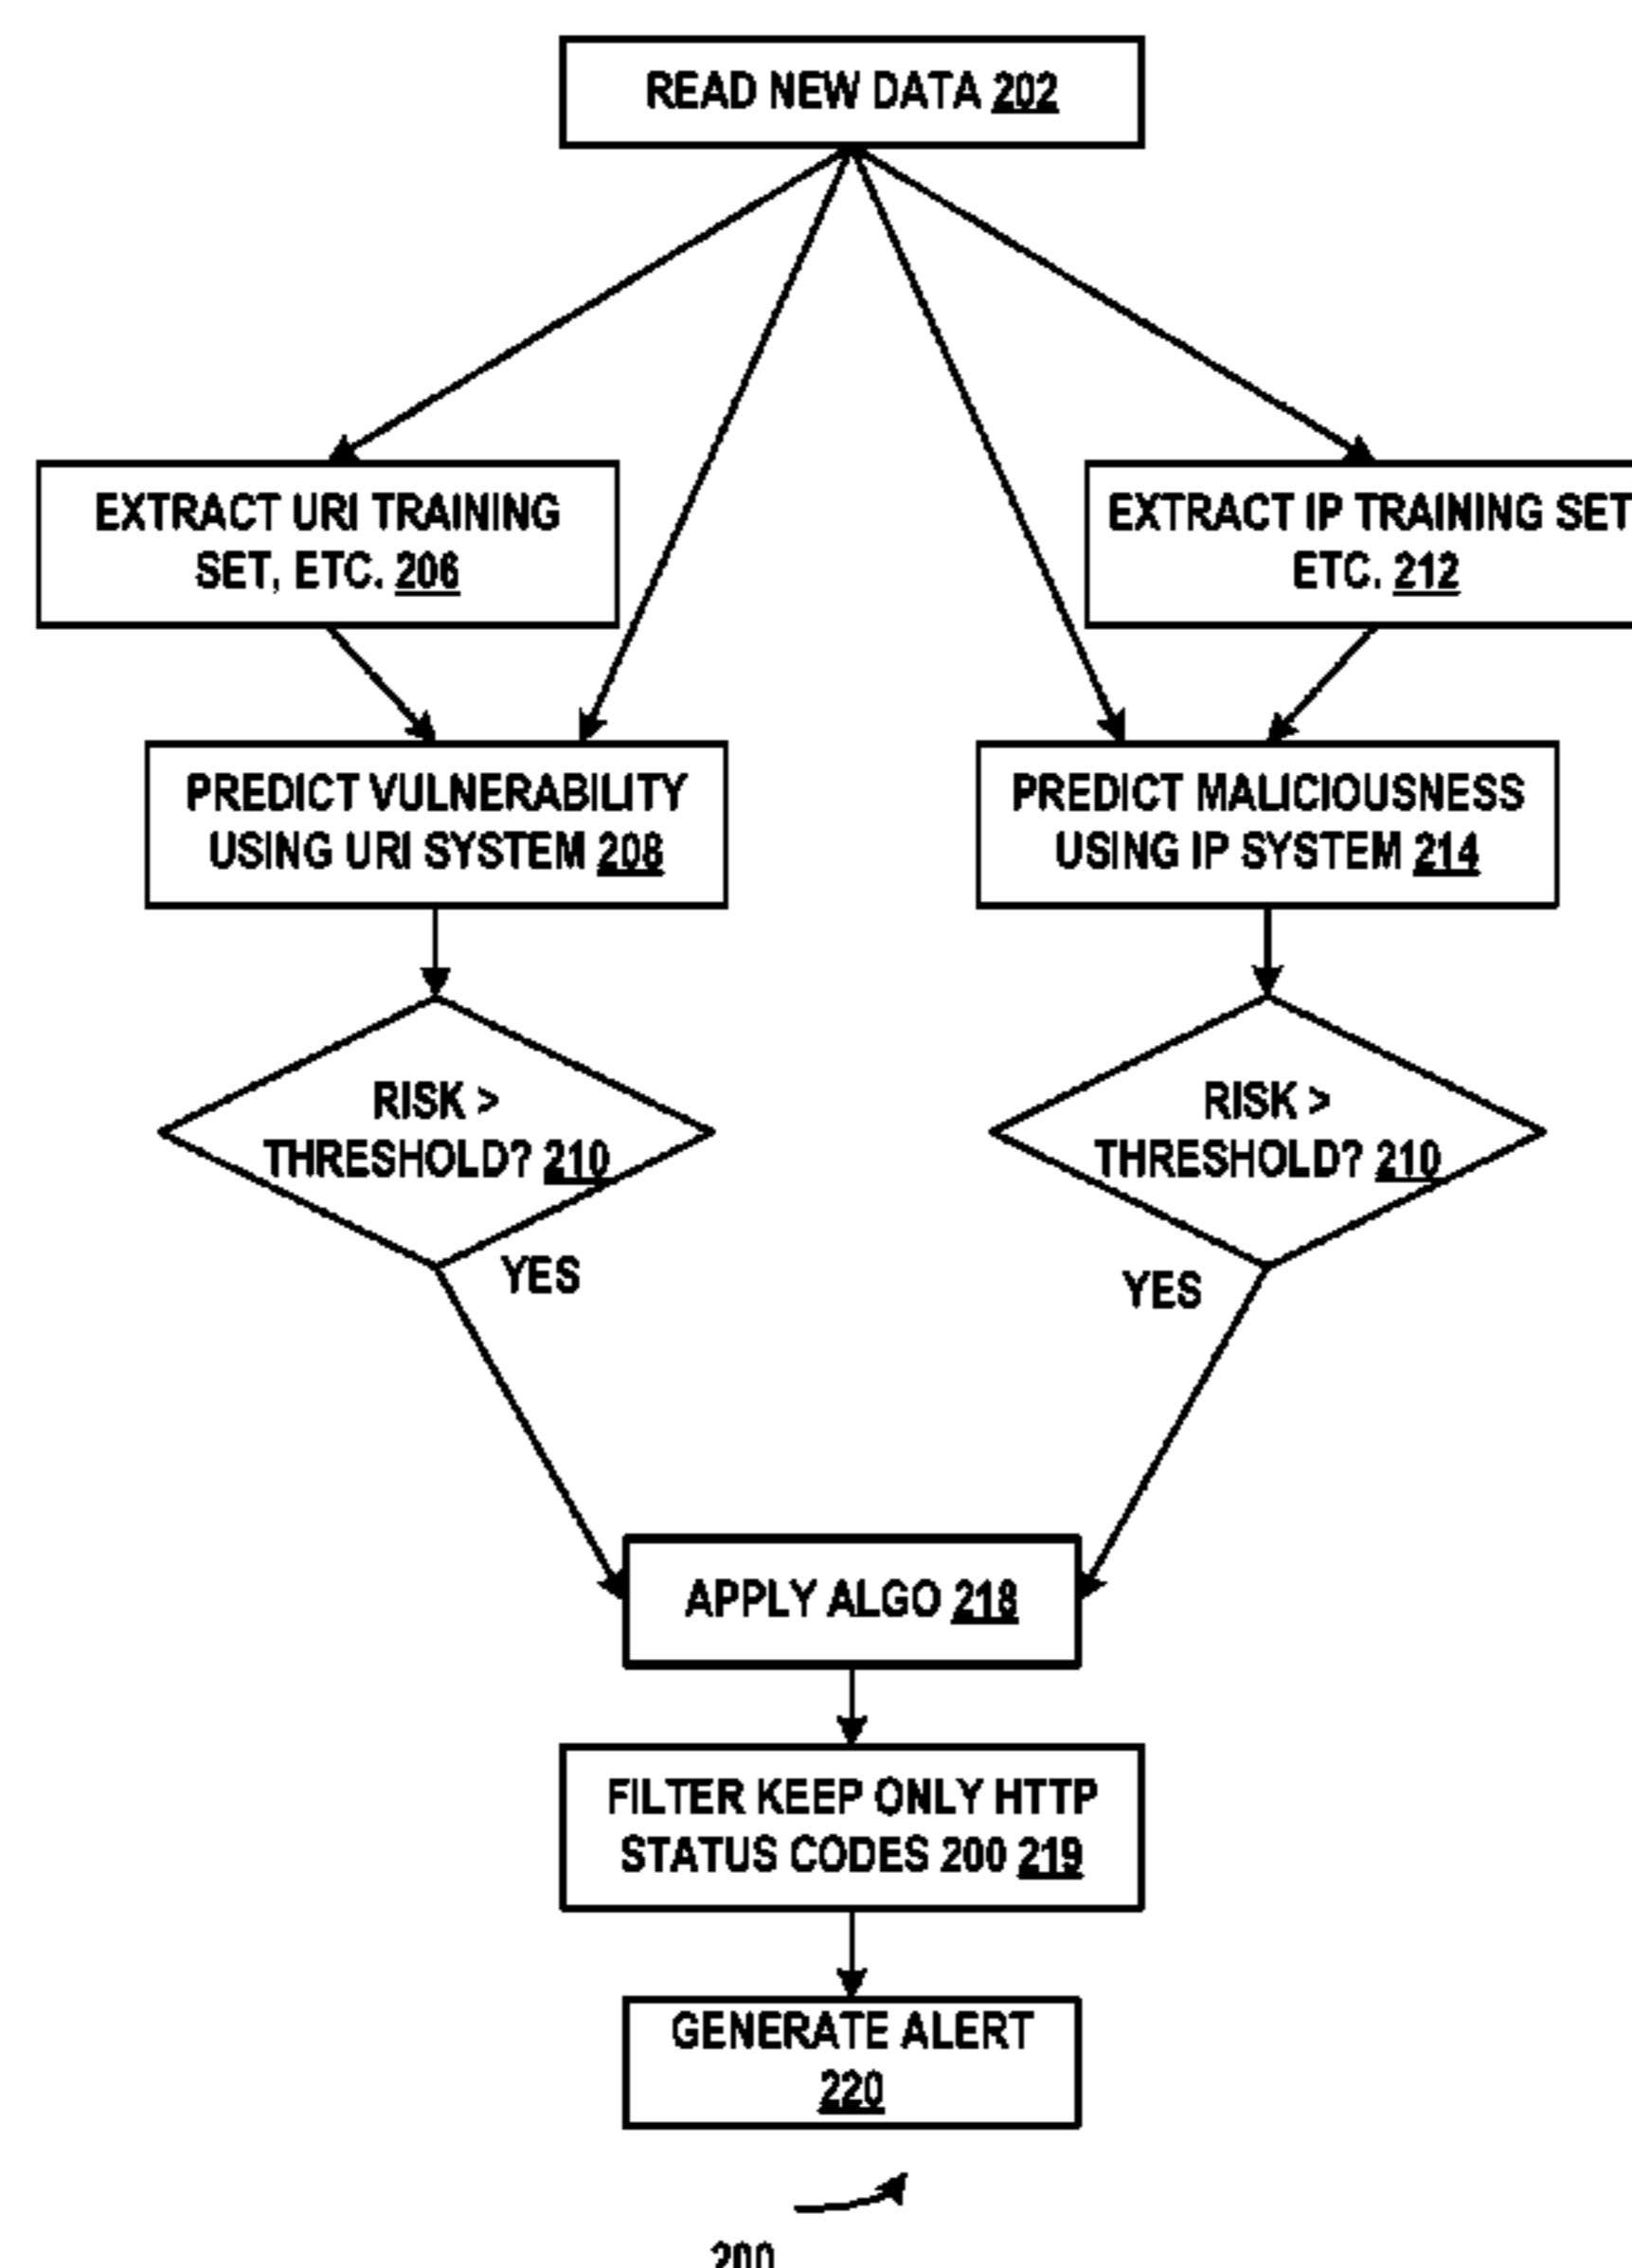 READ NEW DATA 202
EXTRACT URI TRAINING
SET, ETC. 206
EXTRACT IP TRAINING SET
ETC. 212
PREDICT VULNERABILITY
USING URI SYSTEM 208
PREDICT MALICIOUSNESS
USING IP SYSTEM 214
RISK >
THRESHOLD? 210
RISK >
THRESHOLD? 210
YES
YES
APPLY ALGO 218
FILTER KEEP ONLY HTTP
STATUS CODES 200 219
GENERATE ALERT
220
200